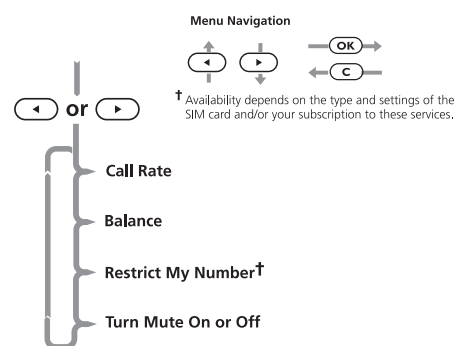 Menu Navigation
OK
C
† Availability depends on the type and settings of the
SIM card and/or your subscription to these services.
or
Call Rate
Balance
Restrict My Number†
Turn Mute On or Off